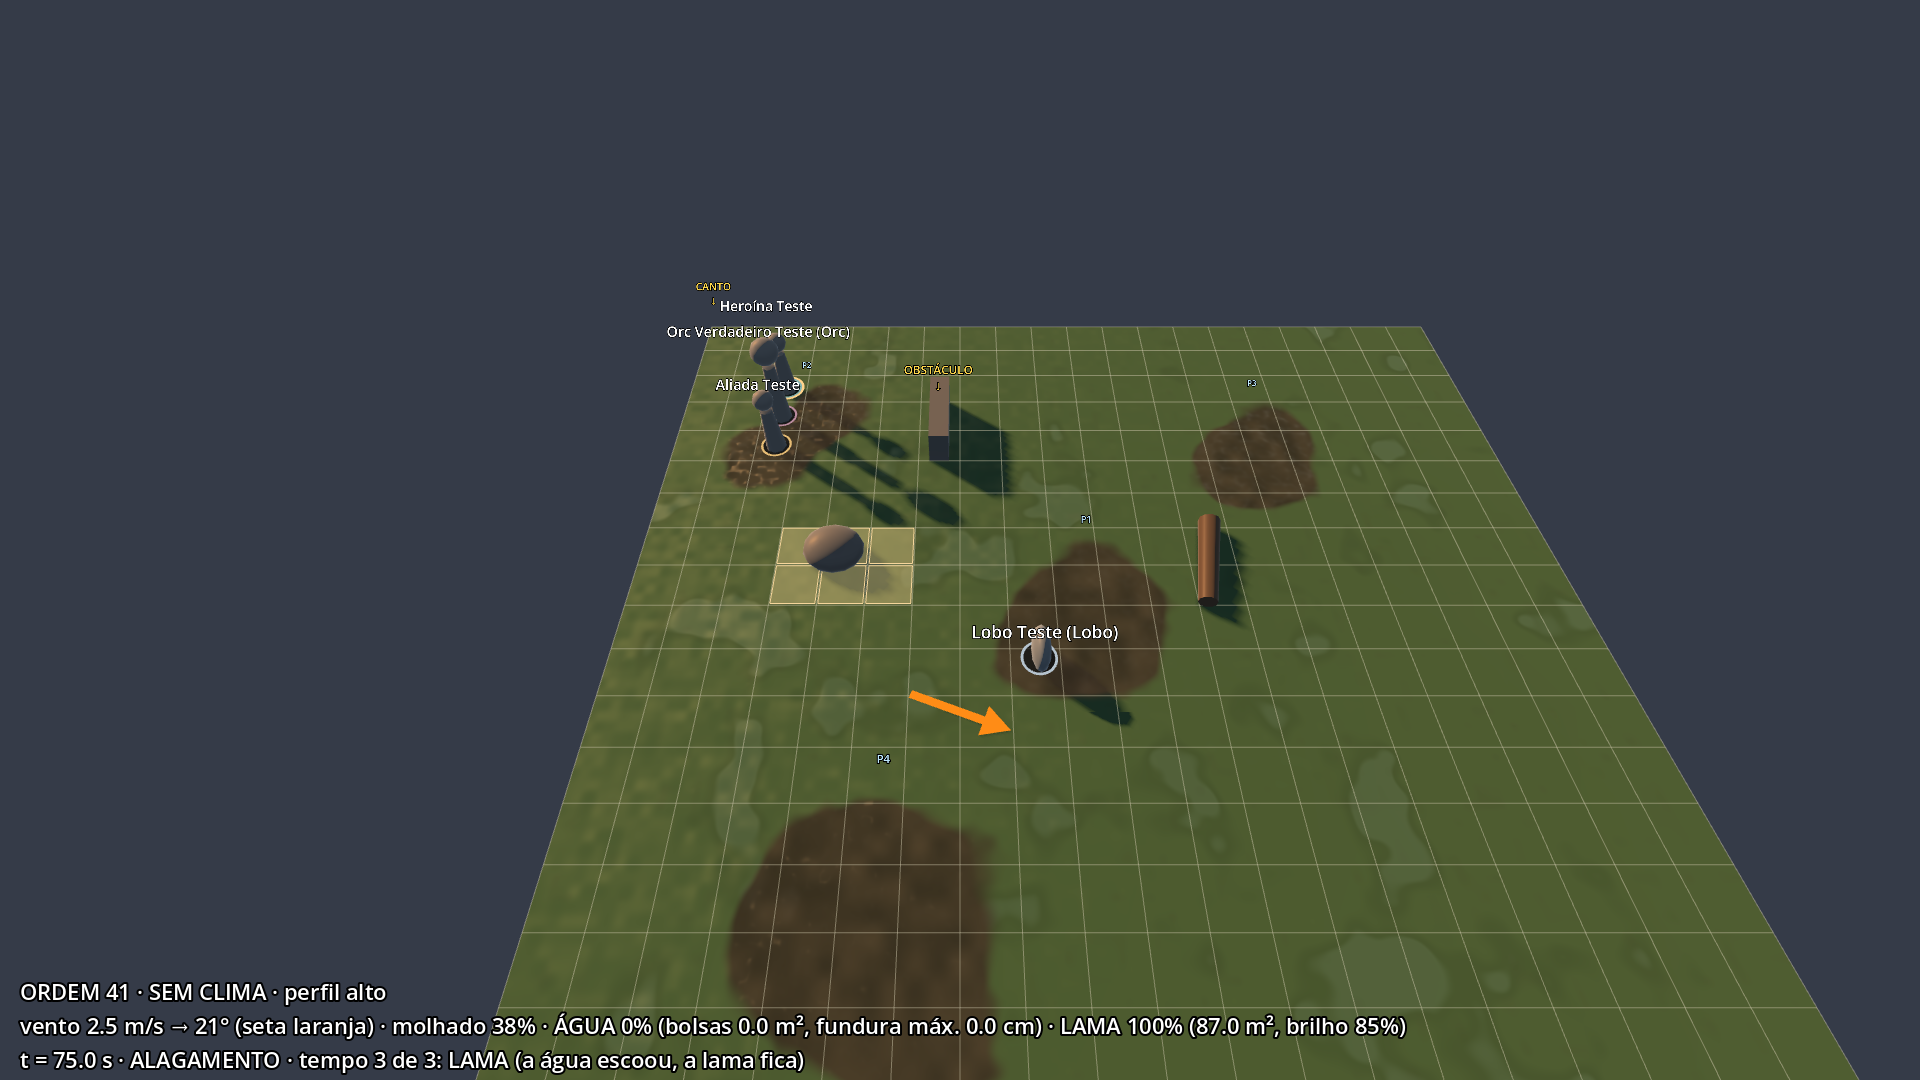 CANTO
↓
Heroína Teste
Orc Verdadeiro Teste (Orc)
P2
OBSTÁCULO
↓
Aliada Teste
P3
P1
Lobo Teste (Lobo)
P4
ORDEM 41 · SEM CLIMA · perfil alto
vento 2.5 m/s → 21° (seta laranja) · molhado 38% · ÁGUA 0% (bolsas 0.0 m², fundura máx. 0.0 cm) · LAMA 100% (87.0 m², brilho 85%)
t = 75.0 s · ALAGAMENTO · tempo 3 de 3: LAMA (a água escoou, a lama fica)